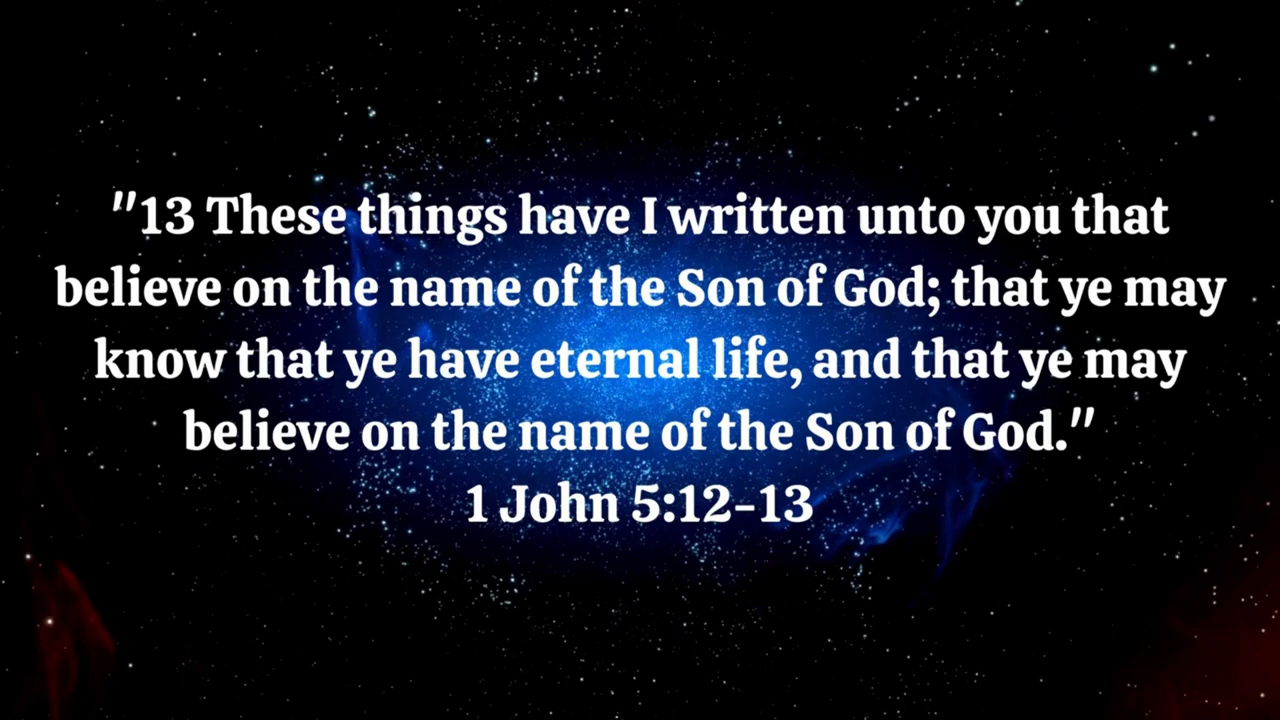 "13 These things have I written unto you that
believe on the name of the Son of God; that ye may
know that ye have eternal life, and that ye may
believe on the name of the Son of God."
1 John 5:12-13